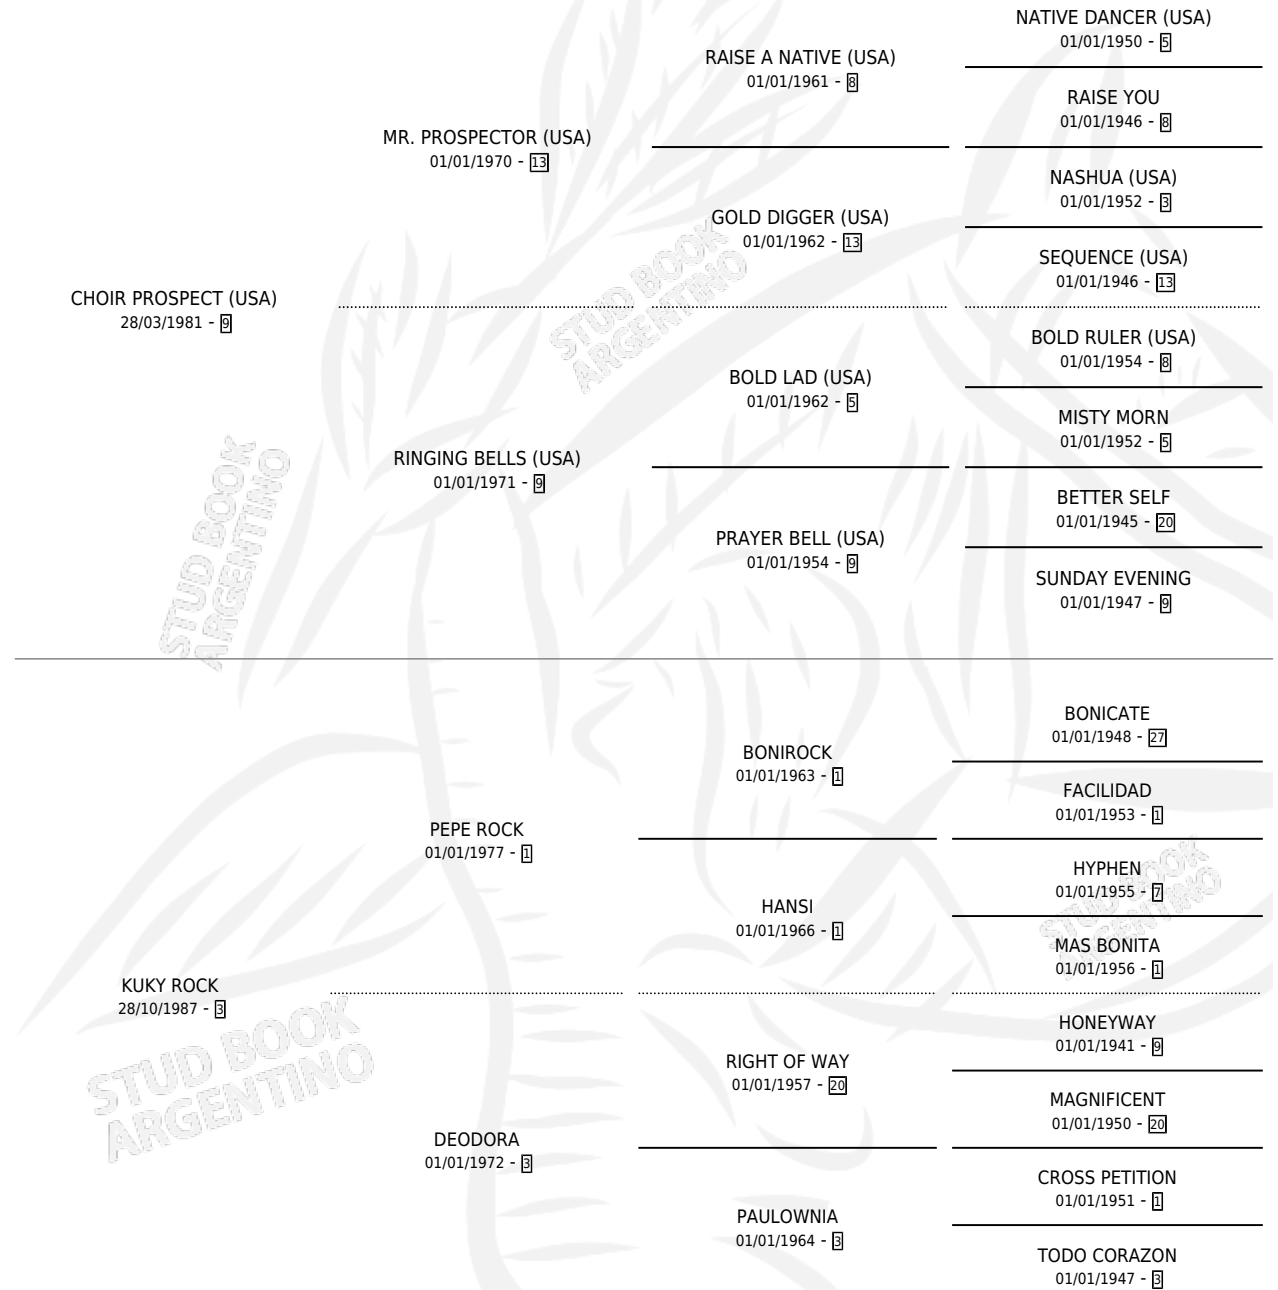 NATIVE DANCER (USA)
01/01/1950 - 5
RAISE A NATIVE (USA)
01/01/1961 - 8
RAISE YOU
01/01/1946 - 8
MR. PROSPECTOR (USA)
01/01/1970 - 13
NASHUA (USA)
01/01/1952 - 3
GOLD DIGGER (USA)
01/01/1962 - 13
SEQUENCE (USA)
01/01/1946 - 13
CHOIR PROSPECT (USA)
28/03/1981 - 9
STUD BOOK
ARGENTINO
BOLD RULER (USA)
01/01/1954 - 8
BOLD LAD (USA)
01/01/1962 - 5
MISTY MORN
01/01/1952 - 5
RINGING BELLS (USA)
01/01/1971 - 9
BETTER SELF
01/01/1945 - 20
PRAYER BELL (USA)
01/01/1954 - 9
SUNDAY EVENING
01/01/1947 - 9
STUD BOOK
ARGENTINO
BONICATE
01/01/1948 - 27
BONIROCK
01/01/1963 - 1
FACILIDAD
01/01/1953 - 1
PEPE ROCK
01/01/1977 - 1
HYPHEN
01/01/1955 - 7
HANSI
01/01/1966 - 1
MAS BONITA
01/01/1956 - 1
STUD BOOK
ARGENTINO
KUKY ROCK
28/10/1987 - 3
HONEYWAY
01/01/1941 - 9
RIGHT OF WAY
01/01/1957 - 20
MAGNIFICENT
01/01/1950 - 20
STUD BOOK
ARGENTINO
DEODORA
01/01/1972 - 3
CROSS PETITION
01/01/1951 - 1
PAULOWNIA
01/01/1964 - 3
TODO CORAZON
01/01/1947 - 3